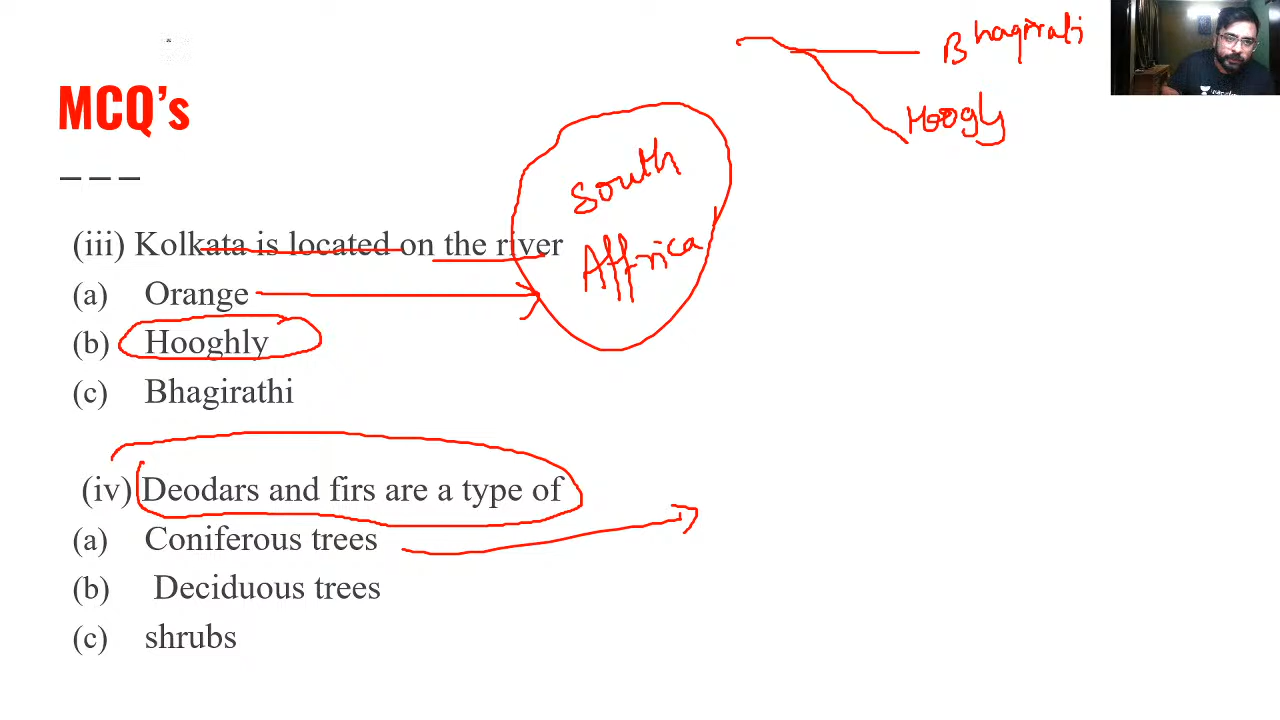 Bhagirati
Hoogly
MCQ's
South
Affrica
(iii) Kolkata is located on the river
(a) Orange
(b) Hooghly
(c) Bhagirathi
(iv) Deodars and firs are a type of
(a) Coniferous trees
(b) Deciduous trees
(c) shrubs